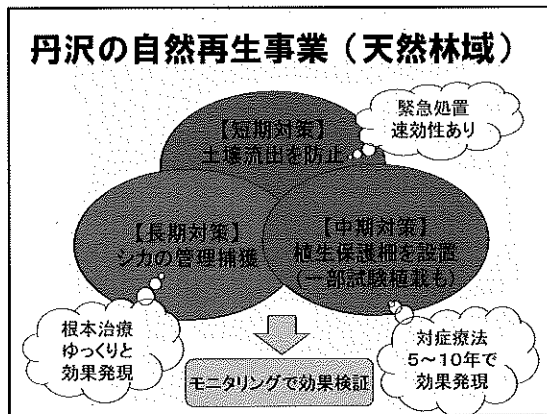 丹沢の自然再生事業（天然林域）
緊急処置
速効性あり
【短期対策】
土壌流出を防止
【長期対策】
シカの管理捕獲
【中期対策】
植生保護柵を設置
（一部試験植栽も）
根本治療
ゆっくりと
効果発現
対症療法
５～１０年で
効果発現
モニタリングで効果検証